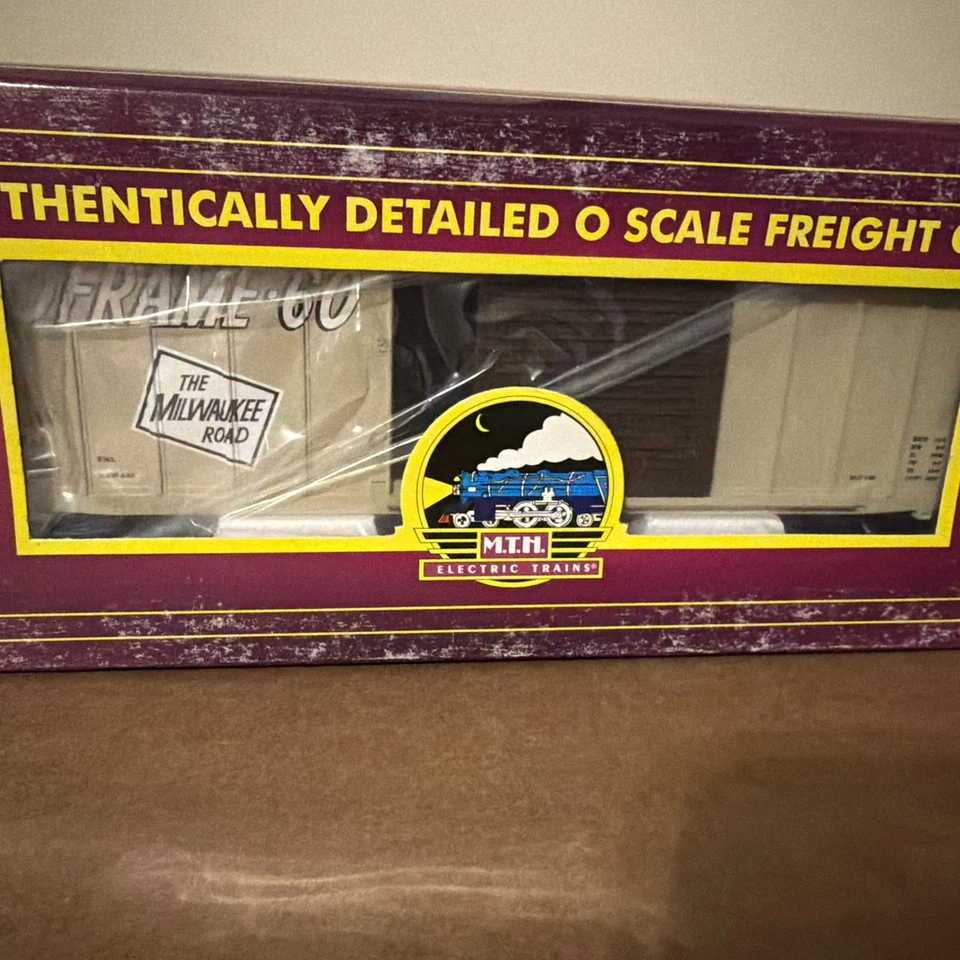 THENTICALLY DETAILED O SCALE FREIGHT
FRAME·60
THE
MILWAUKEE
ROAD
M.T.H.
ELECTRIC TRAINS®